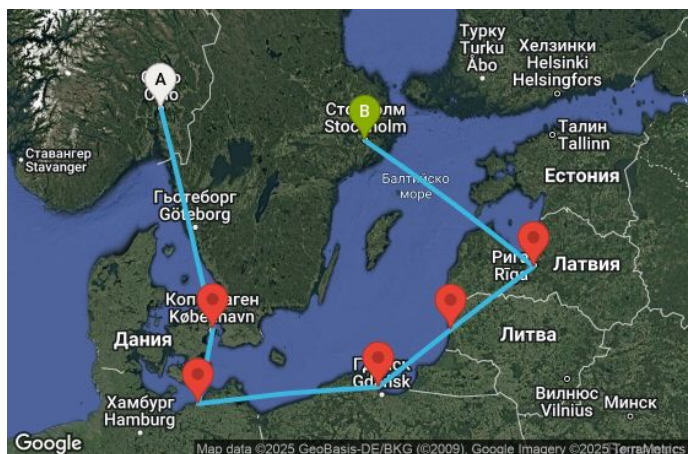 Турку
Turku
Åbo
Хелзинки
Helsinki
Helsingfors
A
Oslo
B
Стокхолм
Stockholm
Талин
Tallinn
Ставангер
Stavanger
Балтийско
море
Естония
Гьотеборг
Göteborg
Рига
Rīga
Латвия
Копенхаген
København
Дания
Литва
Гданск
Gdańsk
Вилнюс
Vilnius
Минск
Хамбург
Hamburg
Google
Map data ©2025 GeoBasis-DE/BKG (©2009), Google Imagery ©2025 TerraMetrics